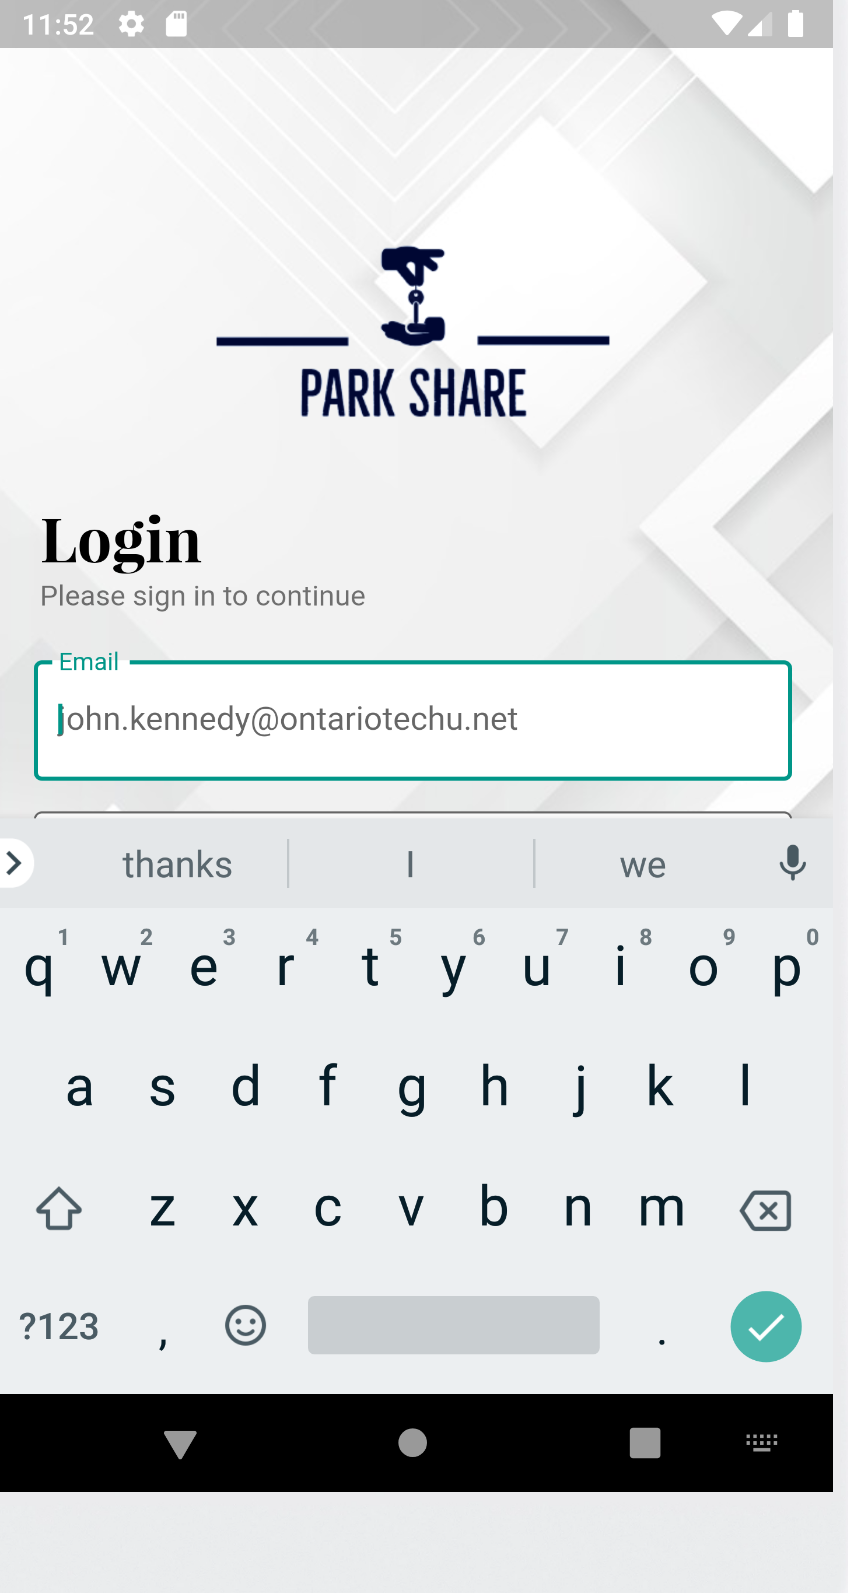 11:52
PARK SHARE
Login
Please sign in to continue
Email
john.kennedy@ontariotechu.net
thanks I we
1 2 3 4 5 6 7 8 9 0
q w e r t y u i o p
a s d f g h j k l
z x c v b n m
?123 , .